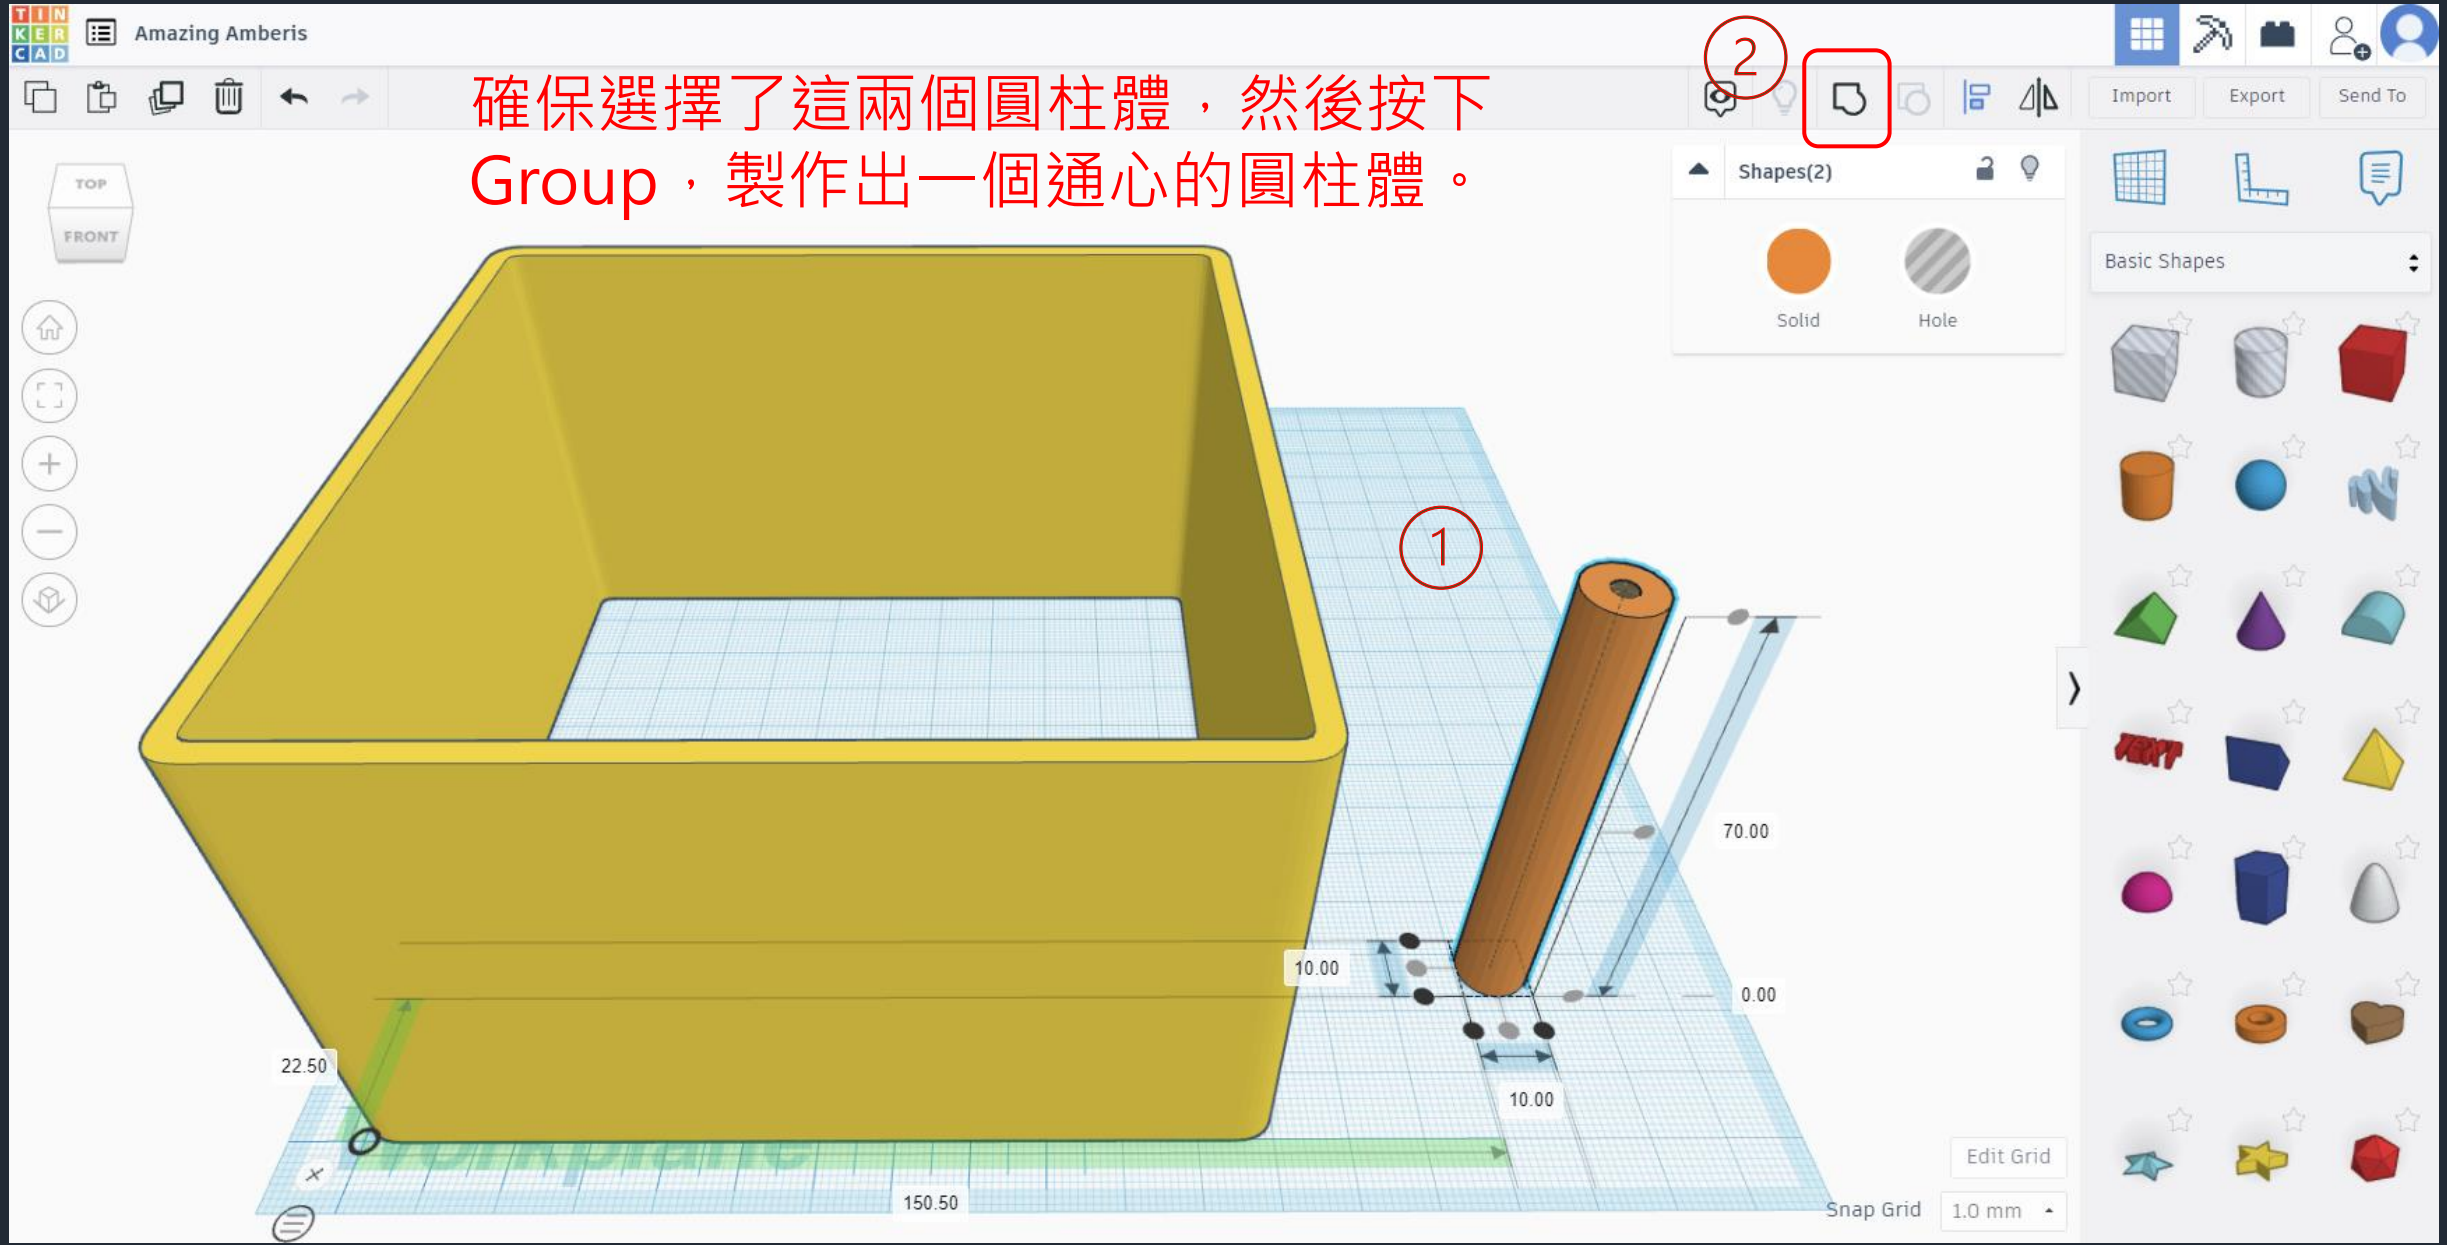 TINKERCAD
Amazing Amberis
確保選擇了這兩個圓柱體，然後按下
Group，製作出一個通心的圓柱體。
②
Import
Export
Send To
TOP
FRONT
Shapes(2)
Solid
Hole
Basic Shapes
①
TEXT
70.00
10.00
0.00
22.50
10.00
Workplane
150.50
Edit Grid
Snap Grid
1.0 mm